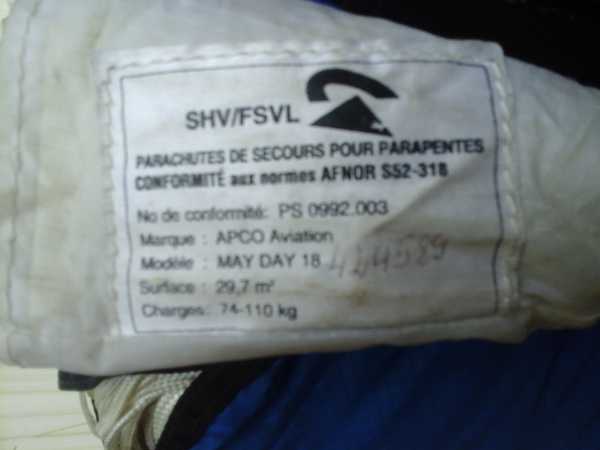 SHV/FSVL
PARACHUTES DE SECOURS POUR PARAPENTES
CONFORMITÉ aux normes AFNOR S52-318
No de conformité: PS 0992.003
Marque : APCO Aviation
Modèle : MAY DAY 18
Surface : 29,7 m²
Charges: 74-110 kg